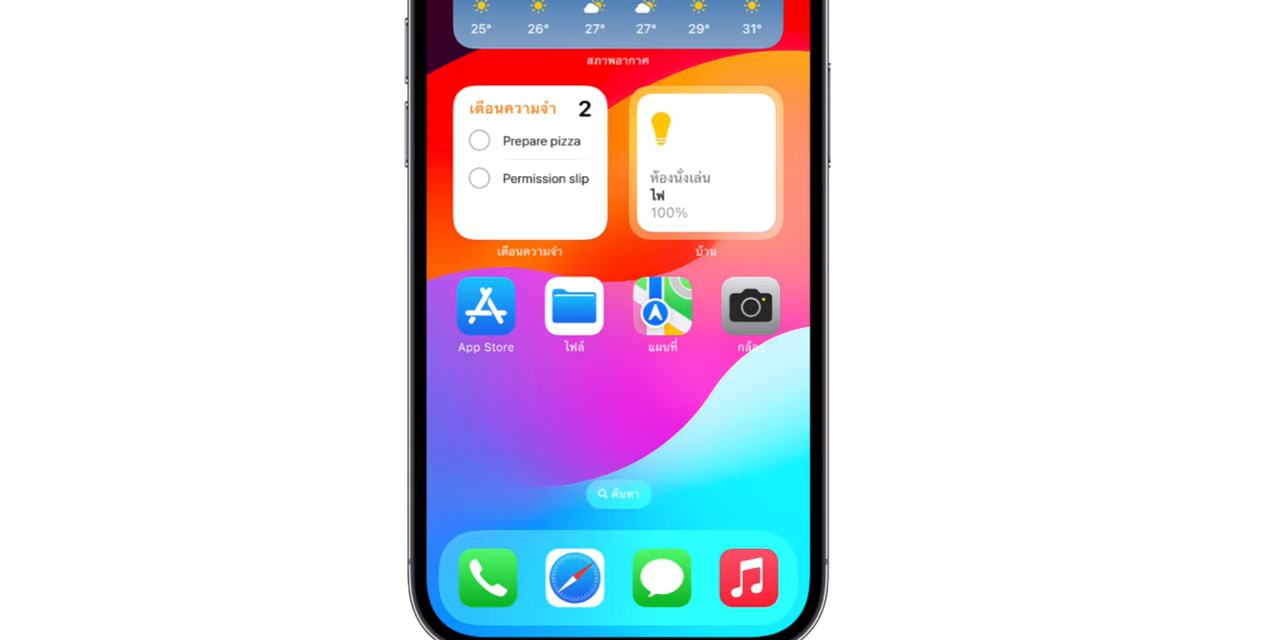 25° 26° 27° 27° 29° 31°
สภาพอากาศ
เตือนความจำ 2
Prepare pizza
Permission slip
เตือนความจำ
ห้องนั่งเล่น
ไฟ
100%
บ้าน
App Store ไฟล์ แผนที่ กล้อง
ค้นหา